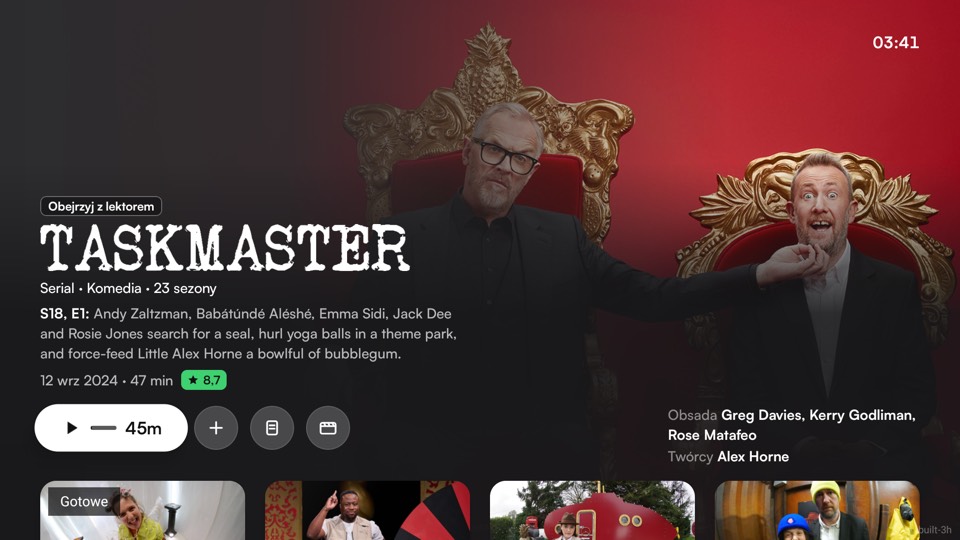 03:41
Obejrzyj z lektorem
TASKMASTER
Serial · Komedia · 23 sezony
S18, E1: Andy Zaltzman, Babátúndé Aléshé, Emma Sidi, Jack Dee
and Rosie Jones search for a seal, hurl yoga balls in a theme park,
and force-feed Little Alex Horne a bowlful of bubblegum.
12 wrz 2024 · 47 min ★ 8,7
45m
Obsada Greg Davies, Kerry Godliman,
Rose Matafeo
Twórcy Alex Horne
Gotowe
built-3h